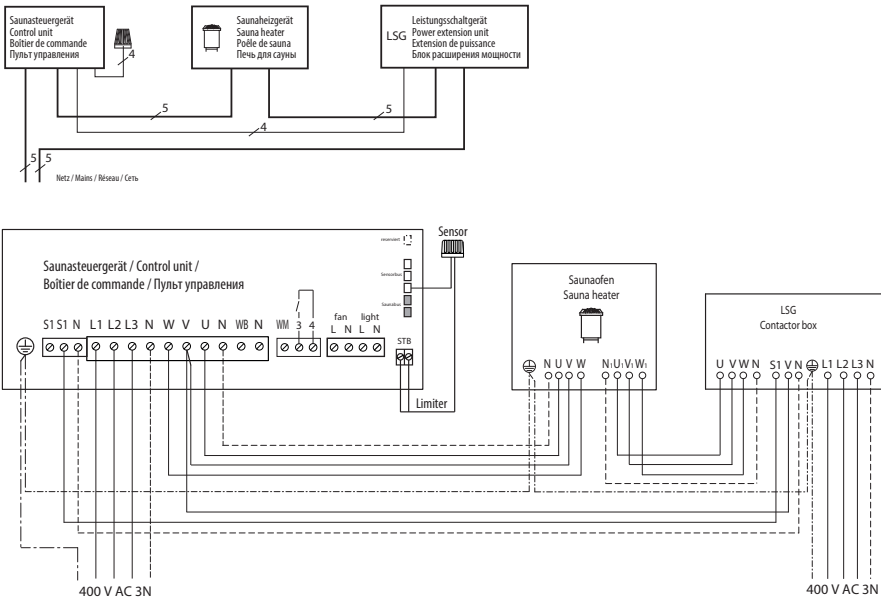 Saunasteuergerät
Control unit
Boîtier de commande
Пульт управления
4
Saunaheizgerät
Sauna heater
Poêle de sauna
Печь для сауны
LSG
Leistungsschaltgerät
Power extension unit
Extension de puissance
Блок расширения мощности
5
5
4
5 5
Netz / Mains / Réseau / Сеть
Sensor
reserviert
Saunasteuergerät / Control unit /
Boîtier de commande / Пульт управления
Sensorbus
Saunabus
S1 S1 N L1 L2 L3 N W V U N WB N WM 3 4
fan light
L N L N
STB
Limiter
Saunaofen
Sauna heater
N U V W N1 U1 V1 W1
LSG
Contactor box
U V W N S1 V N L1 L2 L3 N
400 V AC 3N
400 V AC 3N